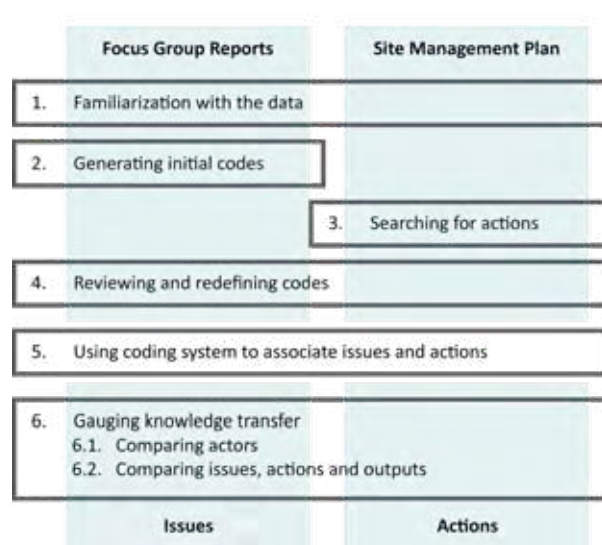 Focus Group Reports
Site Management Plan
1. Familiarization with the data
2. Generating initial codes
3. Searching for actions
4. Reviewing and redefining codes
5. Using coding system to associate issues and actions
6. Gauging knowledge transfer
6.1. Comparing actors
6.2. Comparing issues, actions and outputs
Issues
Actions